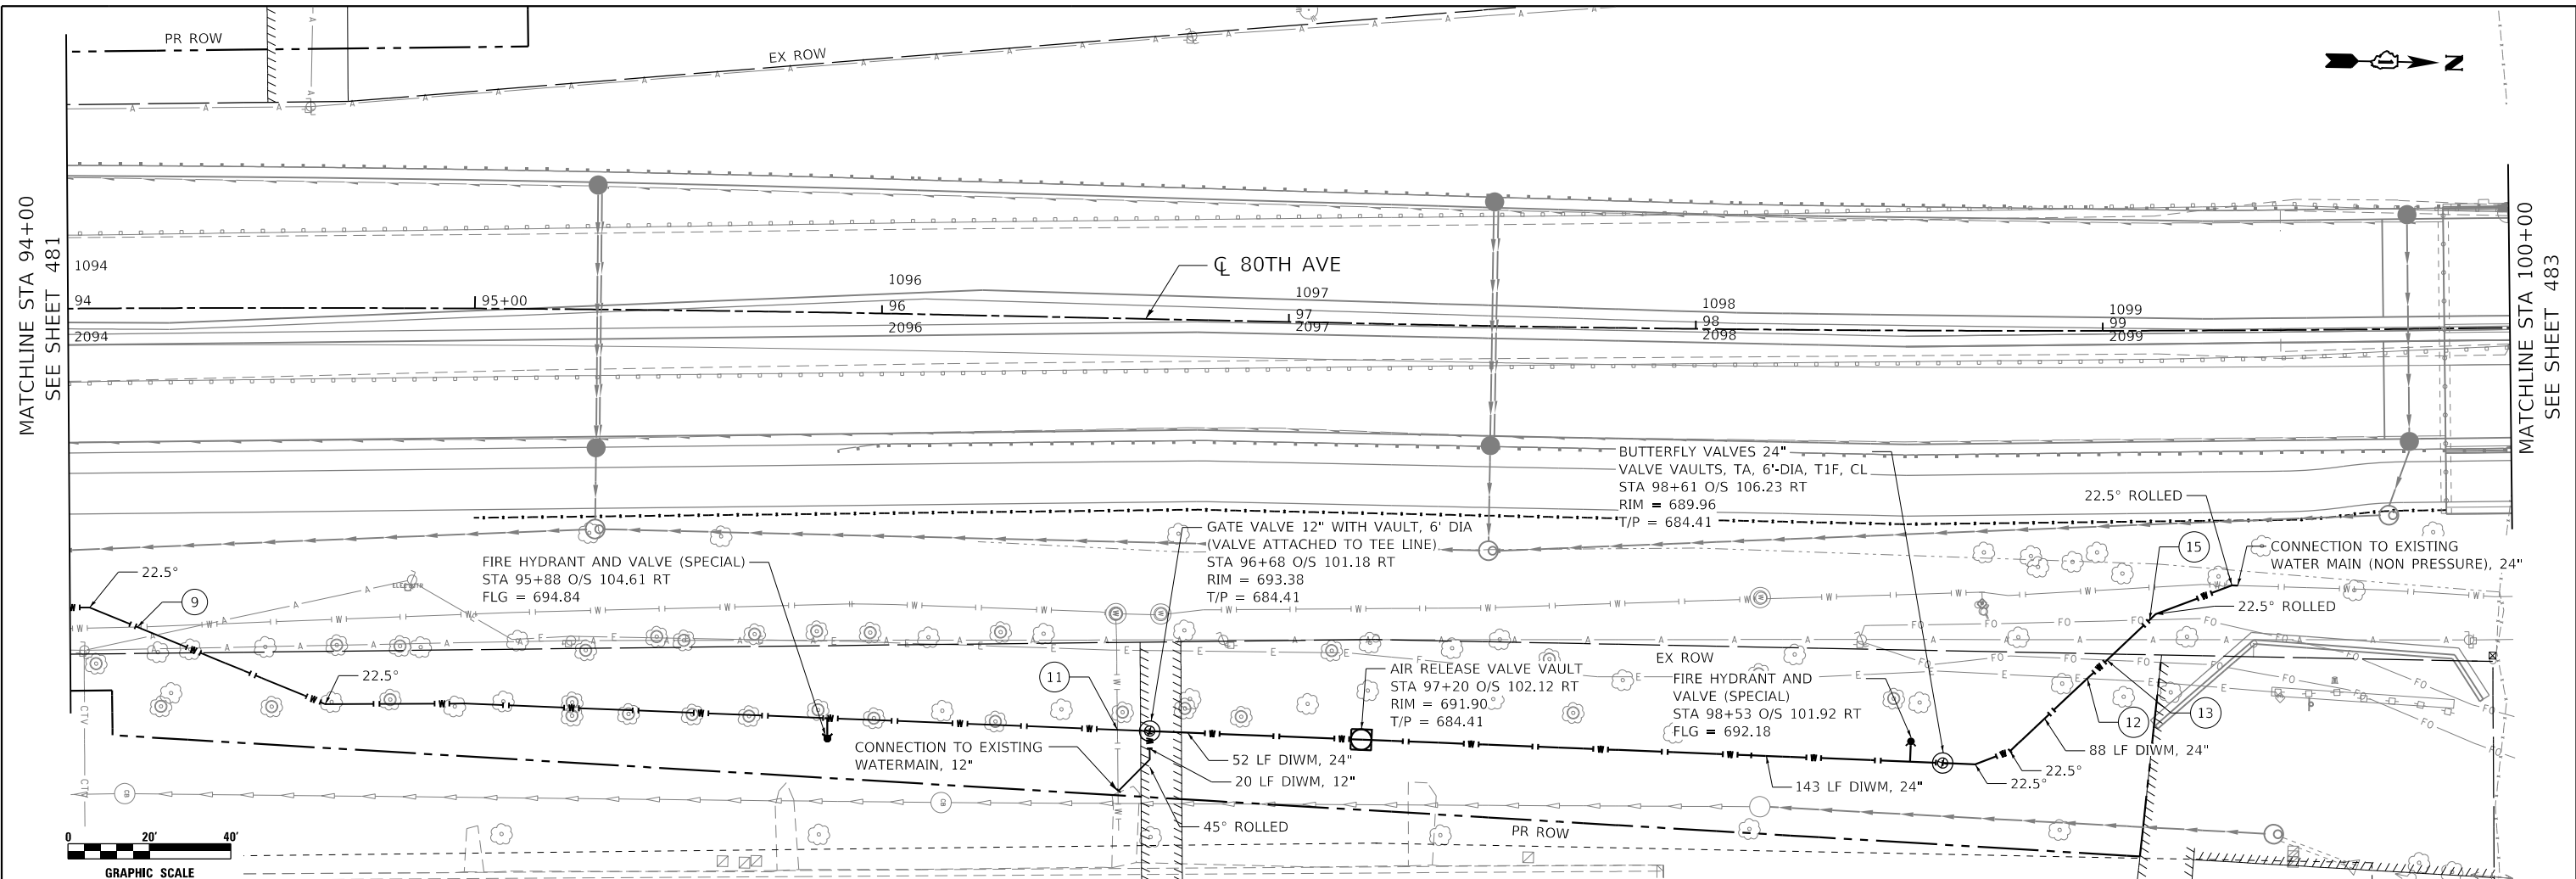 PR ROW
EX ROW
N
MATCHLINE STA 94+00
SEE SHEET 481
MATCHLINE STA 100+00
SEE SHEET 483
1094
1096
1097
1098
1099
℄ 80TH AVE
94
95+00
96
97
98
99
2094
2096
2097
2098
2099
BUTTERFLY VALVES 24"
VALVE VAULTS, TA, 6'-DIA, T1F, CL
STA 98+61 O/S 106.23 RT
RIM = 689.96
T/P = 684.41
22.5° ROLLED
GATE VALVE 12" WITH VAULT, 6' DIA
(VALVE ATTACHED TO TEE LINE)
STA 96+68 O/S 101.18 RT
RIM = 693.38
T/P = 684.41
FIRE HYDRANT AND VALVE (SPECIAL)
STA 95+88 O/S 104.61 RT
FLG = 694.84
15
CONNECTION TO EXISTING
WATER MAIN (NON PRESSURE), 24"
22.5°
9
22.5° ROLLED
22.5°
11
AIR RELEASE VALVE VAULT
STA 97+20 O/S 102.12 RT
RIM = 691.90
T/P = 684.41
EX ROW
FIRE HYDRANT AND
VALVE (SPECIAL)
STA 98+53 O/S 101.92 RT
FLG = 692.18
12
13
CONNECTION TO EXISTING
WATERMAIN, 12"
52 LF DIWM, 24"
20 LF DIWM, 12"
88 LF DIWM, 24"
22.5°
22.5°
143 LF DIWM, 24"
45° ROLLED
PR ROW
CTV
CTV
0 20' 40'
GRAPHIC SCALE